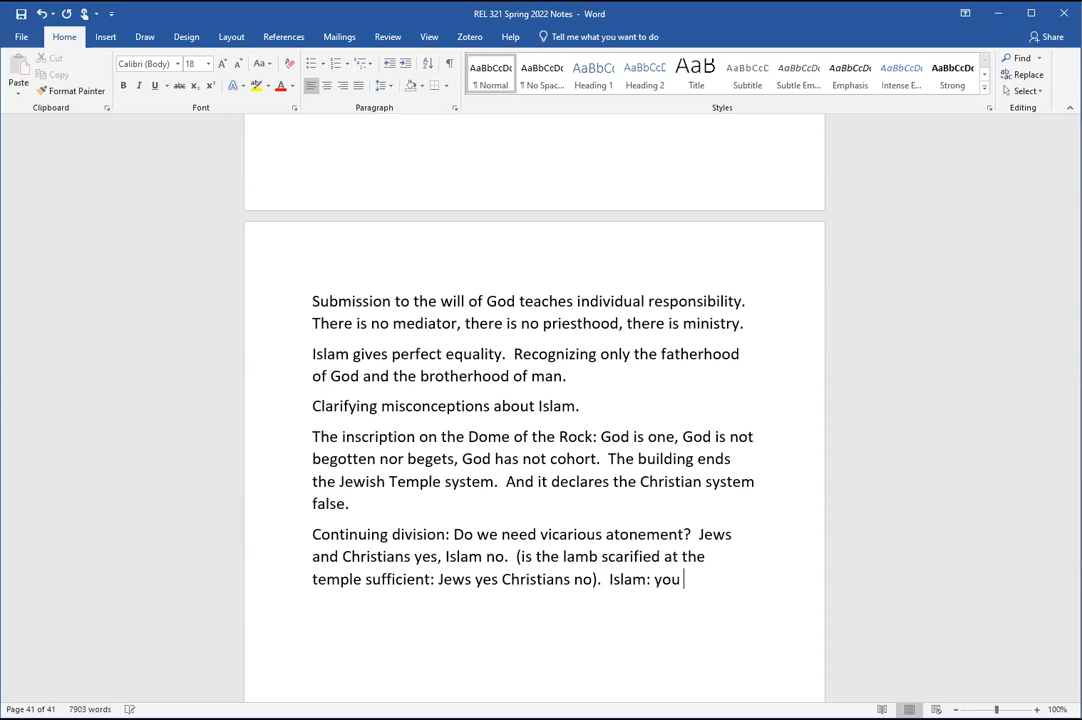 REL 321 Spring 2022 Notes - Word
File Home Insert Draw Design Layout References Mailings Review View Zotero Help Tell me what you want to do Share
Paste Cut Copy Format Painter
Calibri (Body) 18
AaBbCcDc AaBbCcDc AaBbCc AaBbCcD AaB AaBbCcD AaBbCcDc AaBbCcDc AaBbCcDc AaBbCcDc
¶ Normal ¶ No Spac... Heading 1 Heading 2 Title Subtitle Subtle Em... Emphasis Intense E... Strong
Find
Replace
Select
Clipboard Font Paragraph Styles Editing
Submission to the will of God teaches individual responsibility.
There is no mediator, there is no priesthood, there is ministry.
Islam gives perfect equality. Recognizing only the fatherhood
of God and the brotherhood of man.
Clarifying misconceptions about Islam.
The inscription on the Dome of the Rock: God is one, God is not
begotten nor begets, God has not cohort. The building ends
the Jewish Temple system. And it declares the Christian system
false.
Continuing division: Do we need vicarious atonement? Jews
and Christians yes, Islam no. (is the lamb scarified at the
temple sufficient: Jews yes Christians no). Islam: you
Page 41 of 41 7903 words 100%